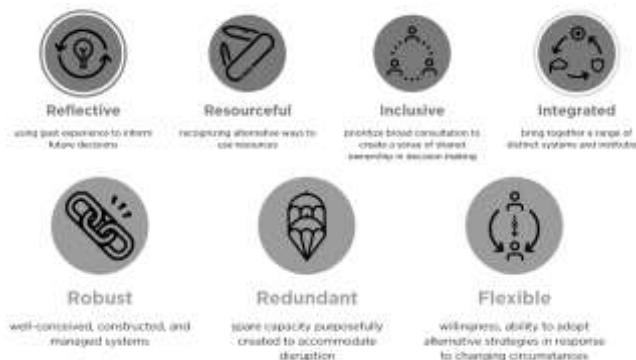 Reflective
Resourceful
Inclusive
Integrated
using past experience to inform
future decisions
recognizing alternative ways to
use resources
prioritize broad consultation to
create a sense of shared
ownership in decision making
bring together a range of
distinct systems and institutions
Robust
Redundant
Flexible
well-conceived, constructed, and
managed systems
spare capacity purposefully
created to accommodate
disruption
willingness, ability to adopt
alternative strategies in response
to changing circumstances